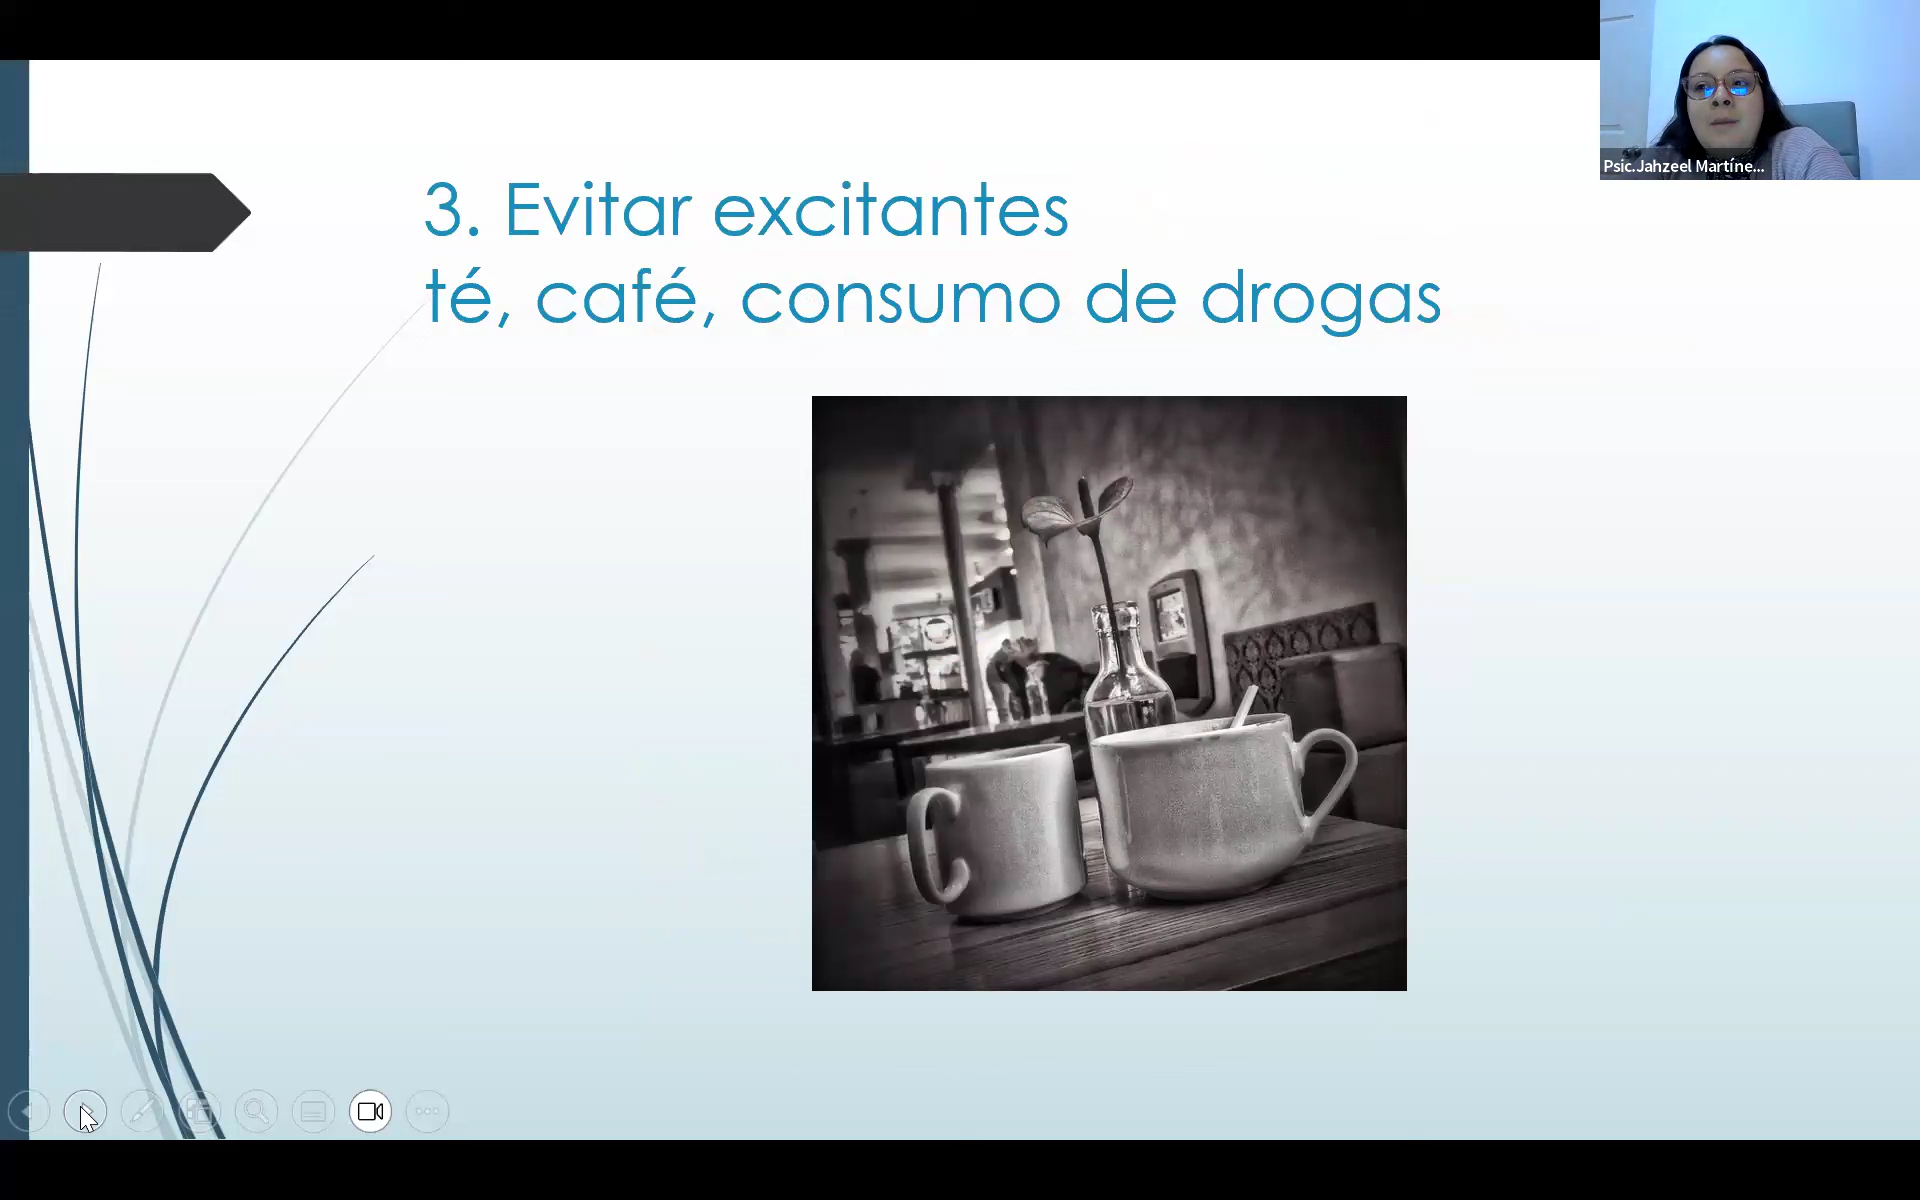 Psic.Jahzeel Martíne...
3. Evitar excitantes
té, café, consumo de drogas